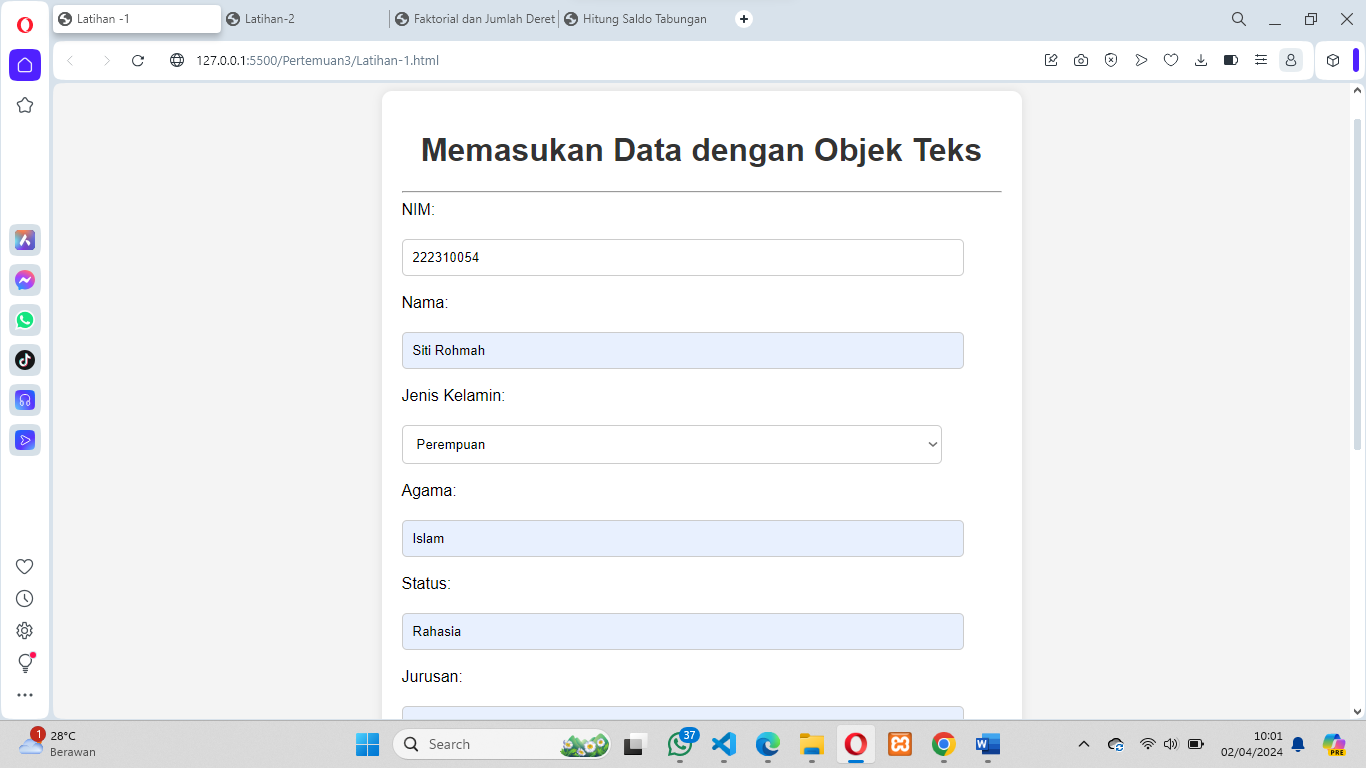 Latihan -1
Latihan-2
Faktorial dan Jumlah Deret
Hitung Saldo Tabungan
127.0.0.1:5500/Pertemuan3/Latihan-1.html
Memasukan Data dengan Objek Teks
NIM:
222310054
Nama:
Siti Rohmah
Jenis Kelamin:
Perempuan
Agama:
Islam
Status:
Rahasia
Jurusan:
1
28°C
Berawan
Search
37
10:01
02/04/2024
PRE